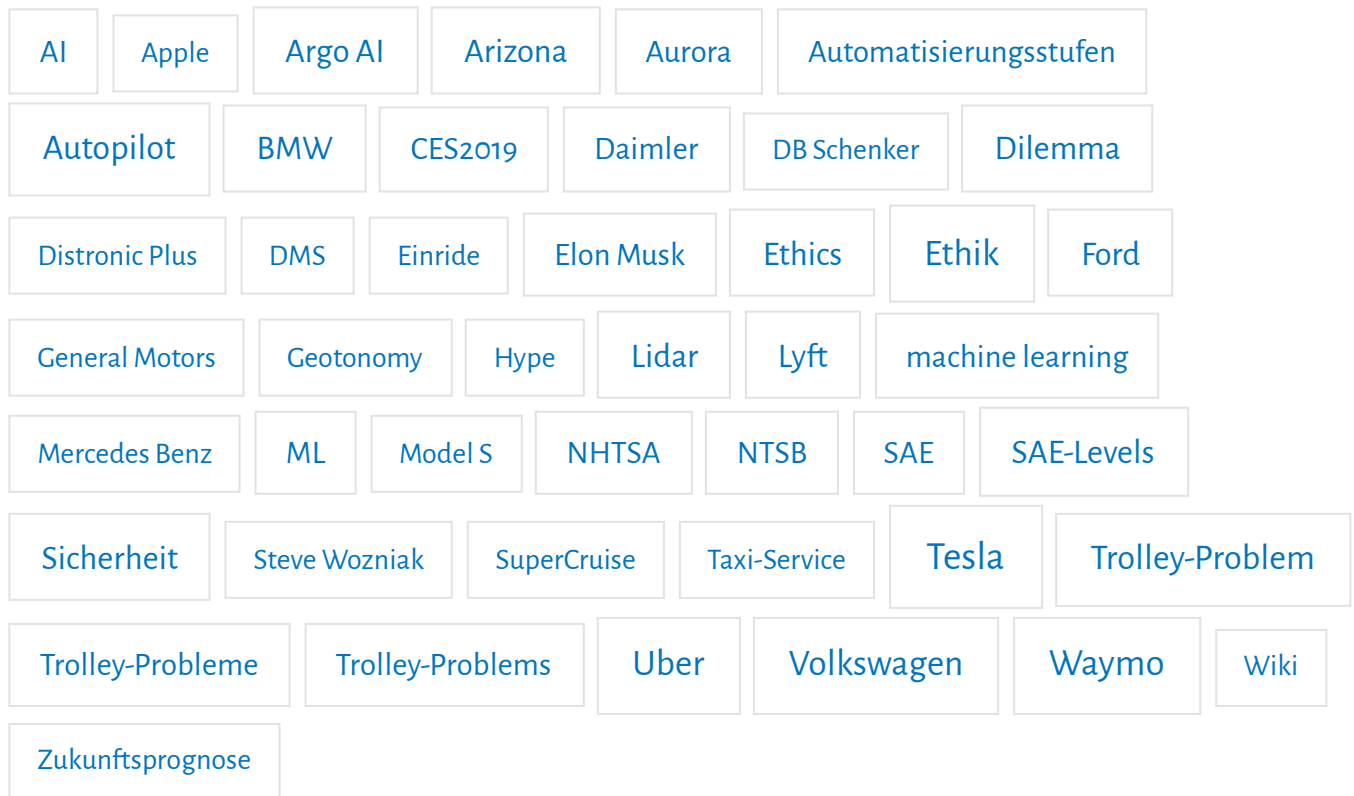 AI Apple Argo AI Arizona Aurora Automatisierungsstufen
Autopilot BMW CES2019 Daimler DB Schenker Dilemma
Distronic Plus DMS Einride Elon Musk Ethics Ethik Ford
General Motors Geotonomy Hype Lidar Lyft machine learning
Mercedes Benz ML Model S NHTSA NTSB SAE SAE-Levels
Sicherheit Steve Wozniak SuperCruise Taxi-Service Tesla Trolley-Problem
Trolley-Probleme Trolley-Problems Uber Volkswagen Waymo Wiki
Zukunftsprognose